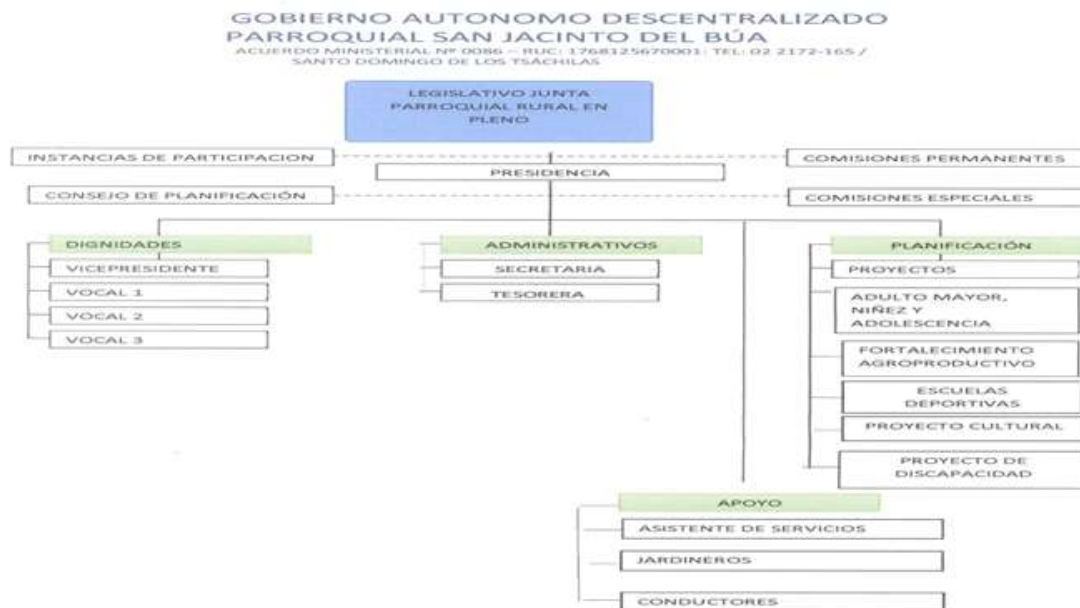 GOBIERNO AUTONOMO DESCENTRALIZADO
PARROQUIAL SAN JACINTO DEL BÚA
ACUERDO MINISTERIAL Nº 0086 – RUC: 1768125670001: TEL: 02 2172-165 /
SANTO DOMINGO DE LOS TSÁCHILAS
LEGISLATIVO JUNTA
PARROQUIAL RURAL EN
PLENO
INSTANCIAS DE PARTICIPACION
COMISIONES PERMANENTES
PRESIDENCIA
CONSEJO DE PLANIFICACIÓN
COMISIONES ESPECIALES
DIGNIDADES
VICEPRESIDENTE
VOCAL 1
VOCAL 2
VOCAL 3
ADMINISTRATIVOS
SECRETARIA
TESORERA
PLANIFICACIÓN
PROYECTOS
ADULTO MAYOR,
NIÑEZ Y
ADOLESCENCIA
FORTALECIMIENTO
AGROPRODUCTIVO
ESCUELAS
DEPORTIVAS
PROYECTO CULTURAL
PROYECTO DE
DISCAPACIDAD
APOYO
ASISTENTE DE SERVICIOS
JARDINEROS
CONDUCTORES